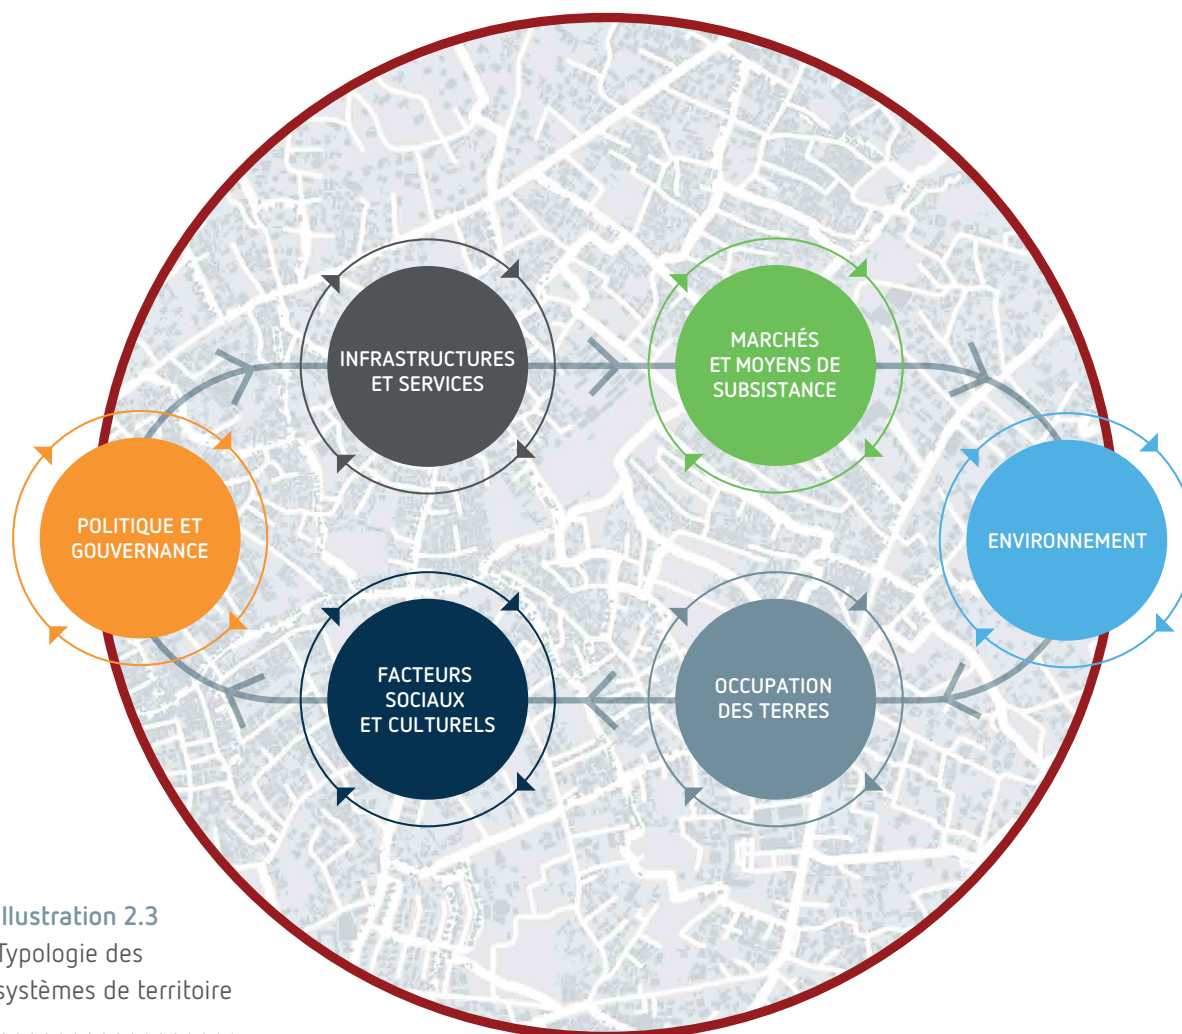 INFRASTRUCTURES
ET SERVICES
MARCHÉS
ET MOYENS DE
SUBSISTANCE
POLITIQUE ET
GOUVERNANCE
ENVIRONNEMENT
FACTEURS
SOCIAUX
ET CULTURELS
OCCUPATION
DES TERRES
Illustration 2.3
Typologie des
systèmes de territoire